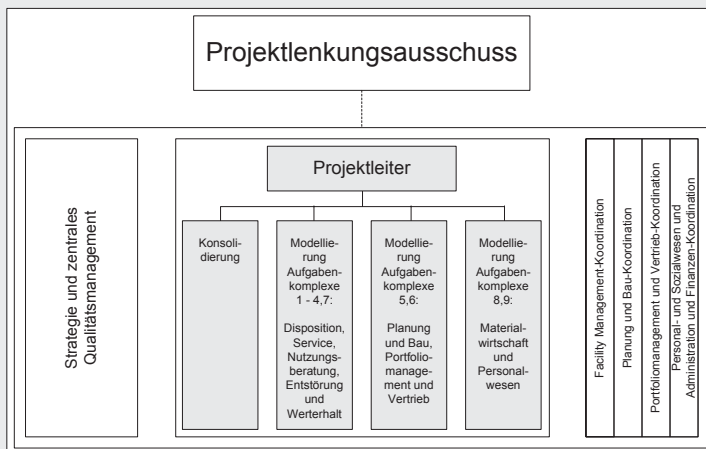 Projektlenkungsausschuss
Strategie und zentrales
Qualitätsmanagement
Projektleiter
Konsoli-
dierung
Modellie-
rung
Aufgaben-
komplexe
1 - 4,7:
Disposition,
Service,
Nutzungs-
beratung,
Entstörung
und
Werterhalt
Modellie-
rung
Aufgaben-
komplexe
5,6:
Planung
und Bau,
Portfolio-
manage-
ment und
Vertrieb
Modellie-
rung
Aufgaben-
komplexe
8,9:
Material-
wirtschaft
und
Personal-
wesen
Facility Management-Koordination
Planung und Bau-Koordination
Portfoliomanagement und Vertrieb-Koordination
Personal- und Sozialwesen und
Administration und Finanzen-Koordination